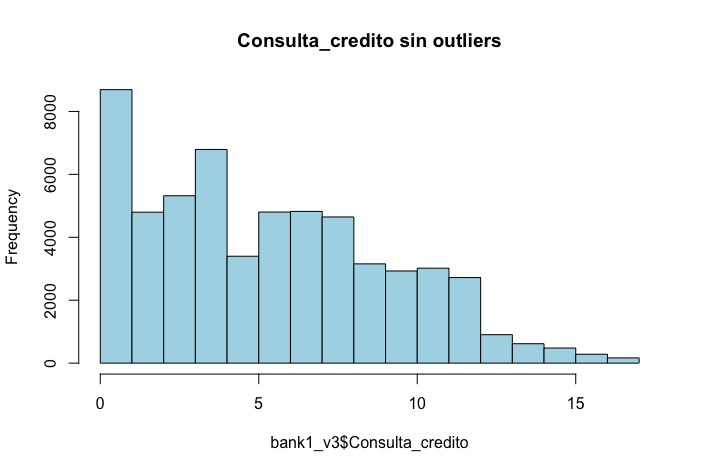 Consulta_credito sin outliers
Frequency
8000
6000
4000
2000
0
0 5 10 15
bank1_v3$Consulta_credito